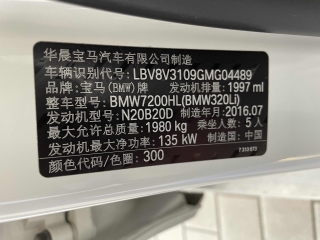 华晨宝马汽车有限公司制造
车辆识别代号: LBV8V3109GMG04489
品牌: 宝马(BMW)牌 发动机排量: 1997 ml
整车型号: BMW7200HL(BMW320Li)
发动机型号: N20B20D 制造年月: 2016.07
最大允许总质量: 1980 kg 乘坐人数: 5 人
发动机最大净功率: 135 kW 制造国: 中国
颜色代码/色圈: 300